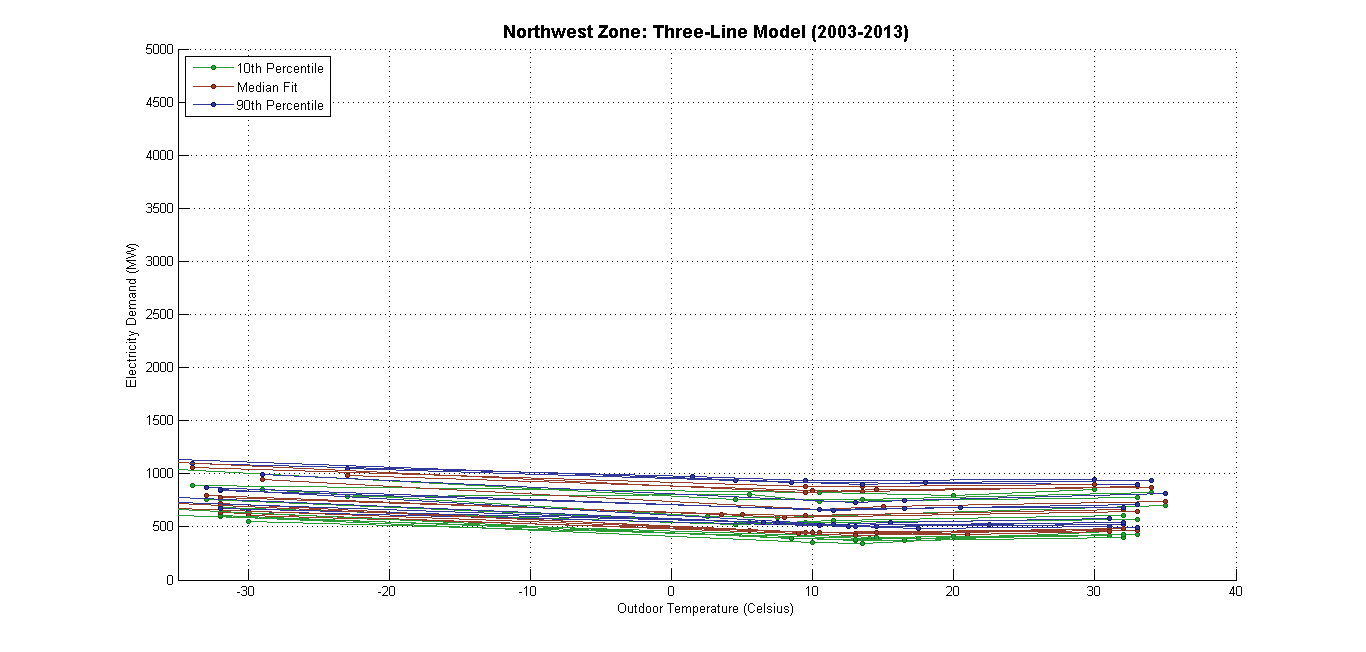 Northwest Zone: Three-Line Model (2003-2013)
10th Percentile
Median Fit
90th Percentile
5000
4500
4000
3500
3000
2500
2000
1500
1000
500
0
Electricity Demand (MW)
-30 -20 -10 0 10 20 30 40
Outdoor Temperature (Celsius)